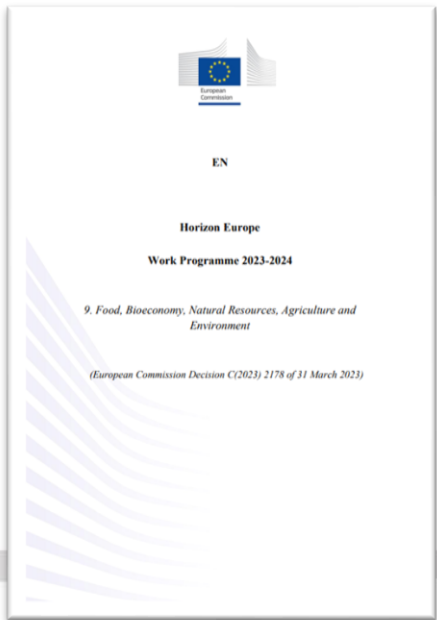 European
Commission
EN
Horizon Europe
Work Programme 2023-2024
9. Food, Bioeconomy, Natural Resources, Agriculture and
Environment
(European Commission Decision C(2023) 2178 of 31 March 2023)